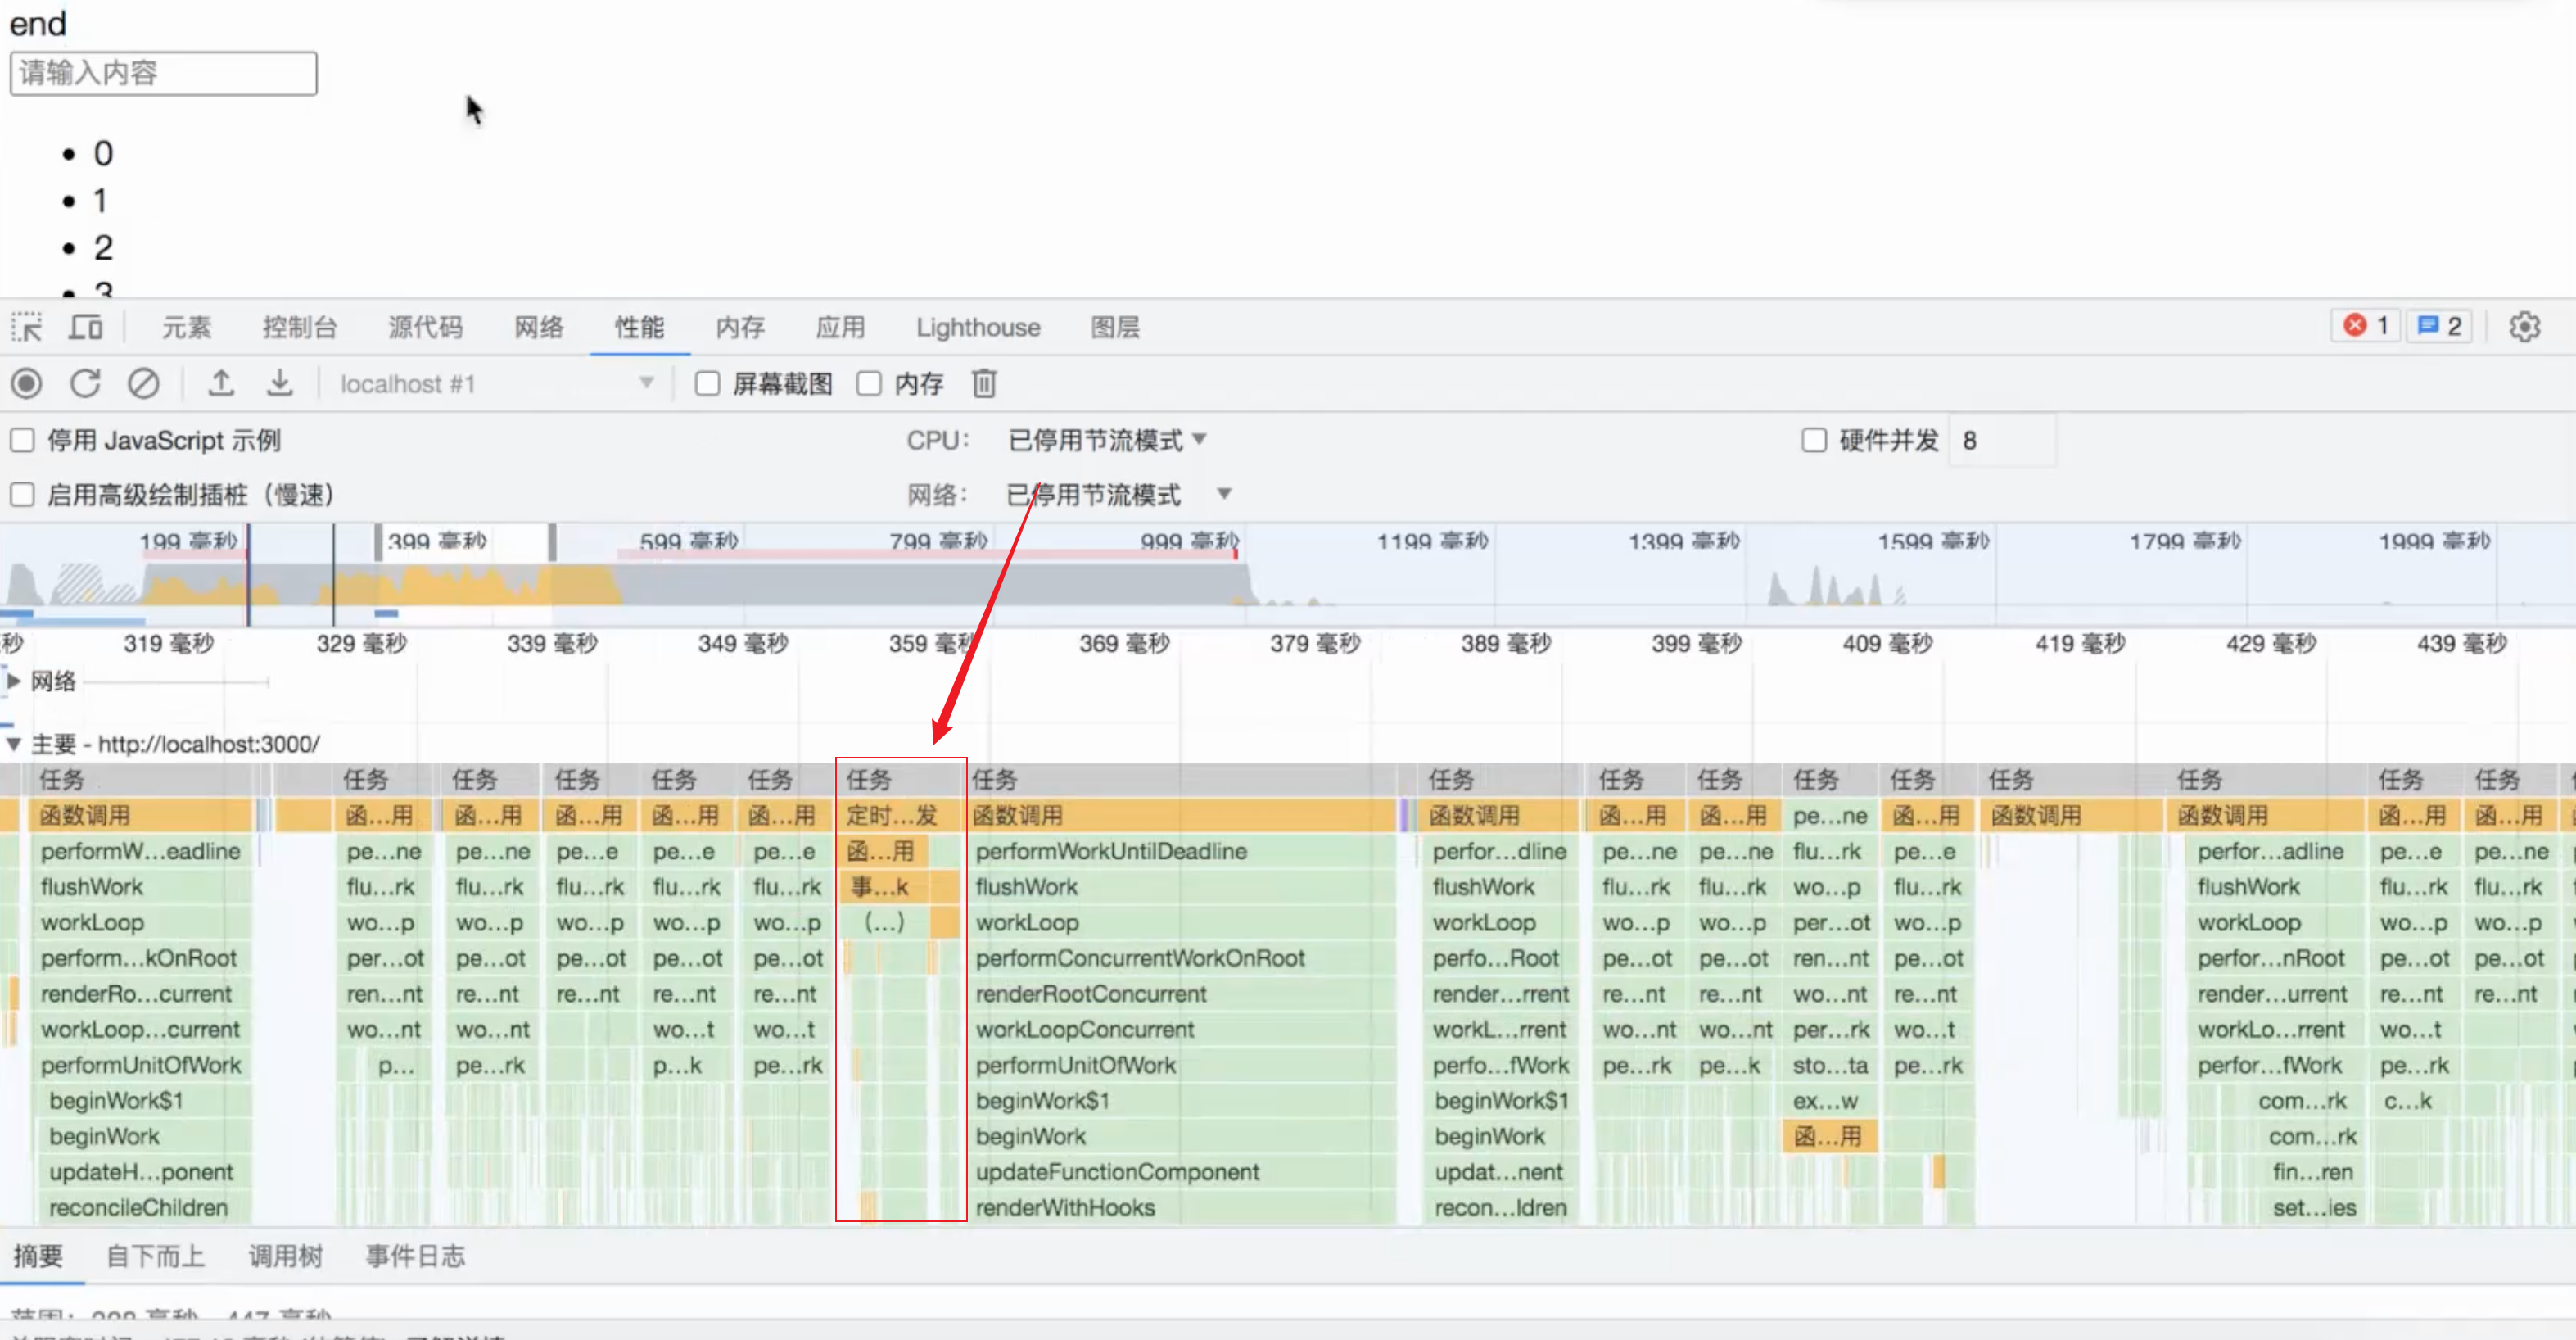 end
请输入内容
0
1
2
3
元素 控制台 源代码 网络 性能 内存 应用 Lighthouse 图层 1 2
localhost #1 屏幕截图 内存
停用 JavaScript 示例 CPU: 已停用节流模式 硬件并发 8
启用高级绘制插桩（慢速） 网络: 已停用节流模式
199 毫秒 399 毫秒 599 毫秒 799 毫秒 999 毫秒 1199 毫秒 1399 毫秒 1599 毫秒 1799 毫秒 1999 毫秒
秒 319 毫秒 329 毫秒 339 毫秒 349 毫秒 359 毫秒 369 毫秒 379 毫秒 389 毫秒 399 毫秒 409 毫秒 419 毫秒 429 毫秒 439 毫秒
网络
主要 - http://localhost:3000/
任务 任务 任务 任务 任务 任务 任务 任务 任务 任务 任务 任务 任务 任务 任务 任务 任务
函数调用 函...用 函...用 函...用 函...用 函...用 定时...发 函数调用 函数调用 函...用 函...用 pe...ne 函...用 函数调用 函数调用 函...用 函...用
performW...eadline pe...ne pe...ne pe...e pe...e pe...e 函...用 performWorkUntilDeadline perfor...dline pe...ne pe...ne flu...rk pe...e perfor...adline pe...e pe...ne
flushWork flu...rk flu...rk flu...rk flu...rk flu...rk 事...k flushWork flushWork flu...rk flu...rk wo...p flu...rk flushWork flu...rk flu...rk
workLoop wo...p wo...p wo...p wo...p wo...p (...) workLoop workLoop wo...p wo...p per...ot wo...p workLoop wo...p wo...p
perform...kOnRoot per...ot pe...ot pe...ot pe...ot pe...ot performConcurrentWorkOnRoot perfo...Root pe...ot pe...ot ren...nt pe...ot perfor...nRoot pe...ot pe...ot
renderRo...current ren...nt re...nt re...nt re...nt re...nt renderRootConcurrent render...rrent re...nt re...nt wo...nt re...nt render...urrent re...nt re...nt
workLoop...current wo...nt wo...nt wo...t wo...t workLoopConcurrent workL...rrent wo...nt wo...nt per...rk wo...t workLo...rrent wo...t
performUnitOfWork p... pe...rk p...k pe...rk performUnitOfWork perfo...fWork pe...rk pe...k sto...ta pe...rk perfor...fWork pe...rk
beginWork$1 beginWork$1 beginWork$1 ex...w com...rk c...k
beginWork beginWork beginWork 函...用 com...rk
updateH...ponent updateFunctionComponent updat...nent fin...ren
reconcileChildren renderWithHooks recon...ldren set...ies
摘要 自下而上 调用树 事件日志